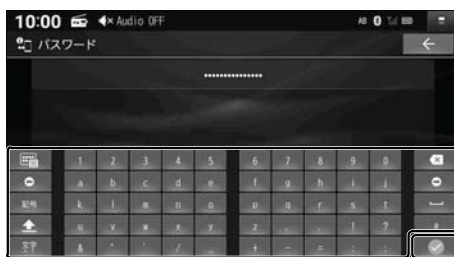 10:00 Audio OFF AB
パスワード
•••••••••••••••
1 2 3 4 5 6 7 8 9 0
a b c d e f g h i j
記号 k l m n o p q r s t
u v w x y z , . ! ?
文字 & " ' / _ + - = : ;